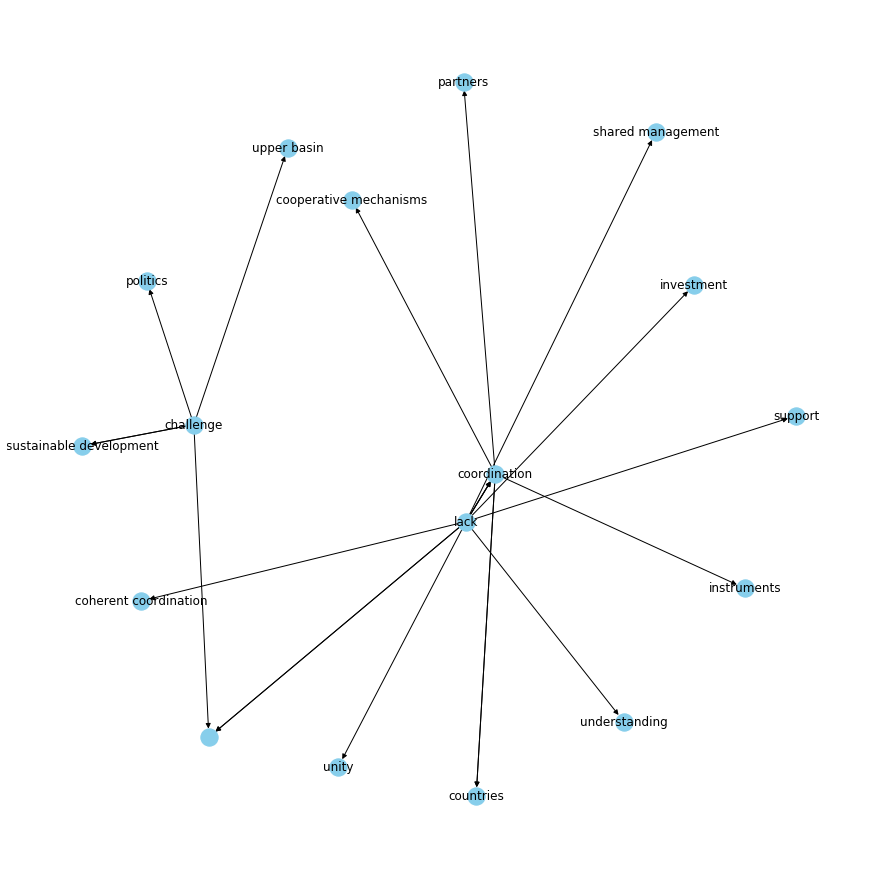 partners
shared management
upper basin
cooperative mechanisms
politics
investment
support
challenge
sustainable development
coordination
lack
instruments
coherent coordination
understanding
unity
countries